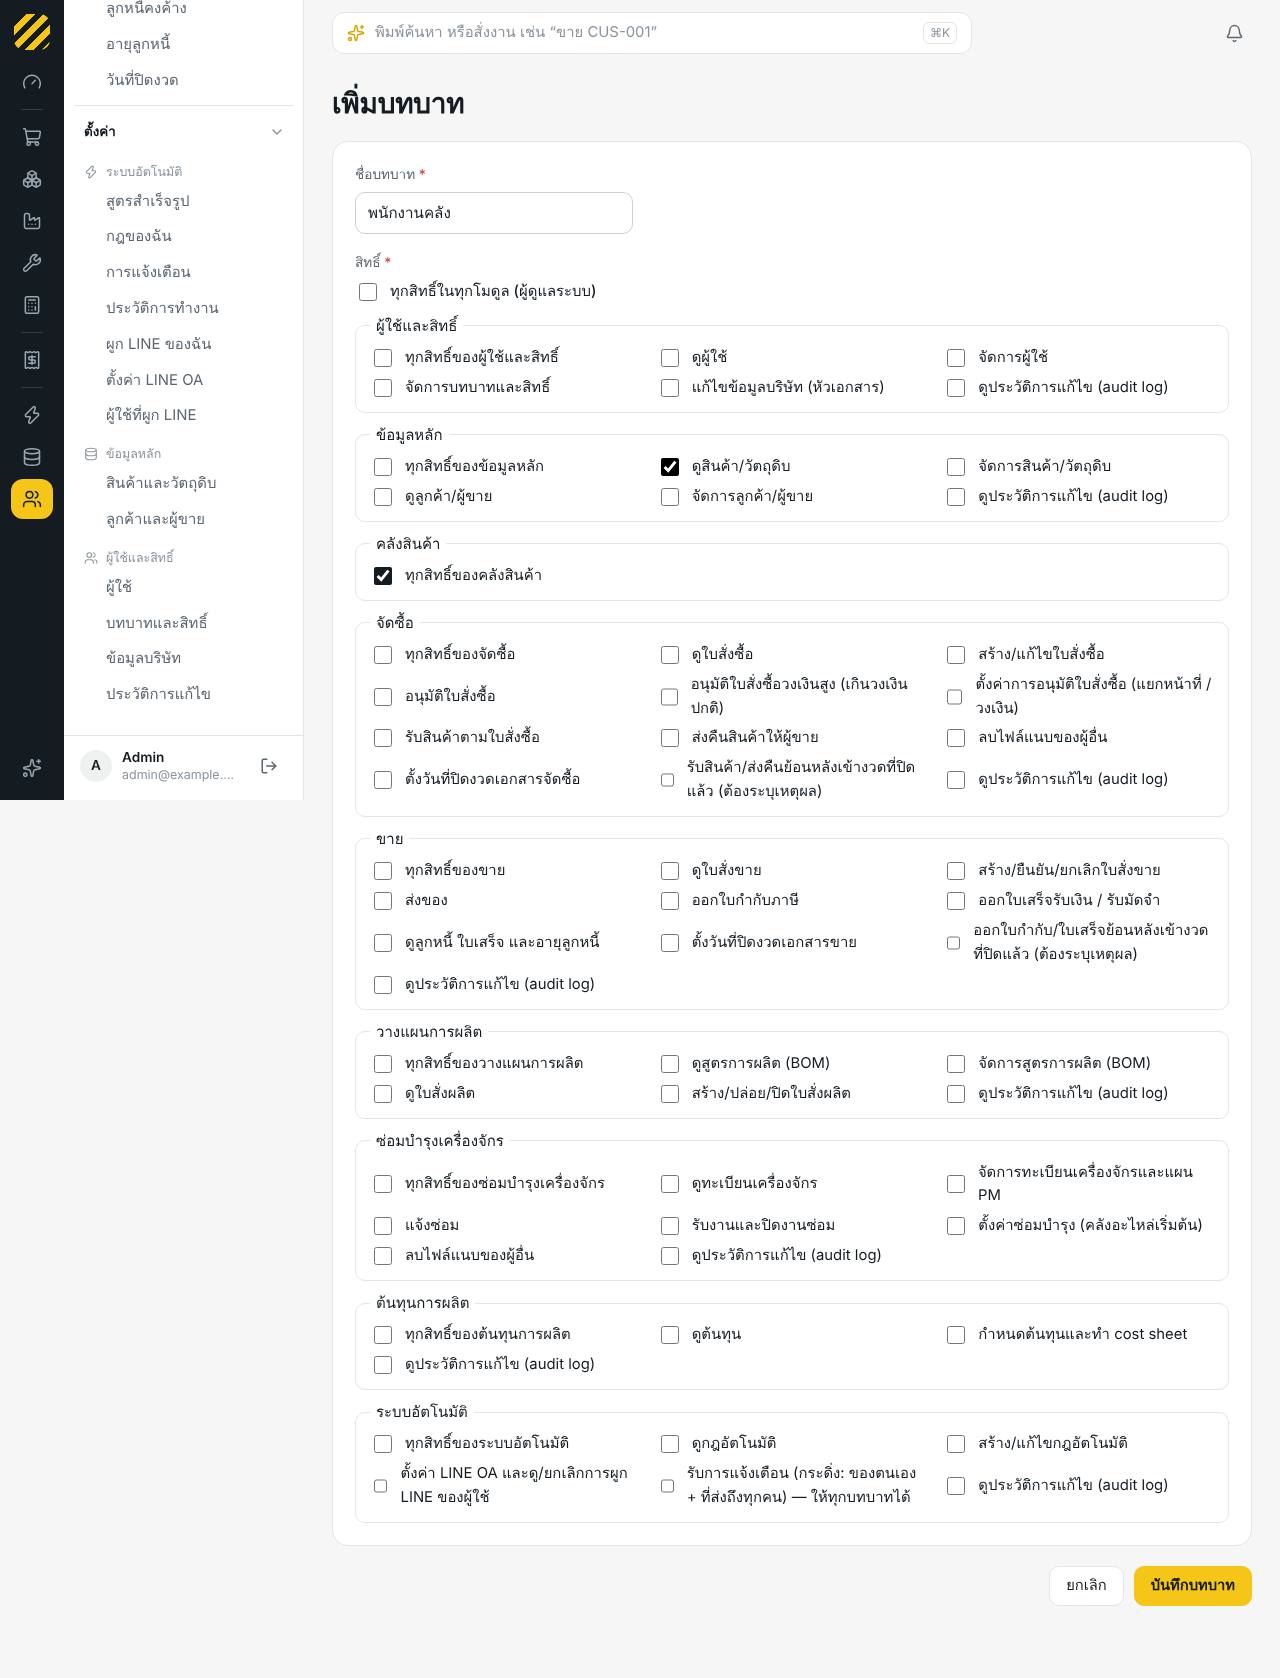 ลูกหนี้คงค้าง
อายุลูกหนี้
วันที่ปิดงวด
ตั้งค่า
ระบบอัตโนมัติ
สูตรสำเร็จรูป
กฎของฉัน
การแจ้งเตือน
ประวัติการทำงาน
ผูก LINE ของฉัน
ตั้งค่า LINE OA
ผู้ใช้ที่ผูก LINE
ข้อมูลหลัก
สินค้าและวัตถุดิบ
ลูกค้าและผู้ขาย
ผู้ใช้และสิทธิ์
ผู้ใช้
บทบาทและสิทธิ์
ข้อมูลบริษัท
ประวัติการแก้ไข
A
Admin
admin@example....
พิมพ์ค้นหา หรือสั่งงาน เช่น “ขาย CUS-001”
⌘K
เพิ่มบทบาท
ชื่อบทบาท *
พนักงานคลัง
สิทธิ์ *
ทุกสิทธิ์ในทุกโมดูล (ผู้ดูแลระบบ)
ผู้ใช้และสิทธิ์
ทุกสิทธิ์ของผู้ใช้และสิทธิ์
ดูผู้ใช้
จัดการผู้ใช้
จัดการบทบาทและสิทธิ์
แก้ไขข้อมูลบริษัท (หัวเอกสาร)
ดูประวัติการแก้ไข (audit log)
ข้อมูลหลัก
ทุกสิทธิ์ของข้อมูลหลัก
ดูสินค้า/วัตถุดิบ
จัดการสินค้า/วัตถุดิบ
ดูลูกค้า/ผู้ขาย
จัดการลูกค้า/ผู้ขาย
ดูประวัติการแก้ไข (audit log)
คลังสินค้า
ทุกสิทธิ์ของคลังสินค้า
จัดซื้อ
ทุกสิทธิ์ของจัดซื้อ
ดูใบสั่งซื้อ
สร้าง/แก้ไขใบสั่งซื้อ
อนุมัติใบสั่งซื้อ
อนุมัติใบสั่งซื้อวงเงินสูง (เกินวงเงิน
ปกติ)
ตั้งค่าการอนุมัติใบสั่งซื้อ (แยกหน้าที่ /
วงเงิน)
รับสินค้าตามใบสั่งซื้อ
ส่งคืนสินค้าให้ผู้ขาย
ลบไฟล์แนบของผู้อื่น
ตั้งวันที่ปิดงวดเอกสารจัดซื้อ
รับสินค้า/ส่งคืนย้อนหลังเข้างวดที่ปิด
แล้ว (ต้องระบุเหตุผล)
ดูประวัติการแก้ไข (audit log)
ขาย
ทุกสิทธิ์ของขาย
ดูใบสั่งขาย
สร้าง/ยืนยัน/ยกเลิกใบสั่งขาย
ส่งของ
ออกใบกำกับภาษี
ออกใบเสร็จรับเงิน / รับมัดจำ
ดูลูกหนี้ ใบเสร็จ และอายุลูกหนี้
ตั้งวันที่ปิดงวดเอกสารขาย
ออกใบกำกับ/ใบเสร็จย้อนหลังเข้างวด
ที่ปิดแล้ว (ต้องระบุเหตุผล)
ดูประวัติการแก้ไข (audit log)
วางแผนการผลิต
ทุกสิทธิ์ของวางแผนการผลิต
ดูสูตรการผลิต (BOM)
จัดการสูตรการผลิต (BOM)
ดูใบสั่งผลิต
สร้าง/ปล่อย/ปิดใบสั่งผลิต
ดูประวัติการแก้ไข (audit log)
ซ่อมบำรุงเครื่องจักร
ทุกสิทธิ์ของซ่อมบำรุงเครื่องจักร
ดูทะเบียนเครื่องจักร
จัดการทะเบียนเครื่องจักรและแผน
PM
แจ้งซ่อม
รับงานและปิดงานซ่อม
ตั้งค่าซ่อมบำรุง (คลังอะไหล่เริ่มต้น)
ลบไฟล์แนบของผู้อื่น
ดูประวัติการแก้ไข (audit log)
ต้นทุนการผลิต
ทุกสิทธิ์ของต้นทุนการผลิต
ดูต้นทุน
กำหนดต้นทุนและทำ cost sheet
ดูประวัติการแก้ไข (audit log)
ระบบอัตโนมัติ
ทุกสิทธิ์ของระบบอัตโนมัติ
ดูกฎอัตโนมัติ
สร้าง/แก้ไขกฎอัตโนมัติ
ตั้งค่า LINE OA และดู/ยกเลิกการผูก
LINE ของผู้ใช้
รับการแจ้งเตือน (กระดิ่ง: ของตนเอง
+ ที่ส่งถึงทุกคน) — ให้ทุกบทบาทได้
ดูประวัติการแก้ไข (audit log)
ยกเลิก
บันทึกบทบาท